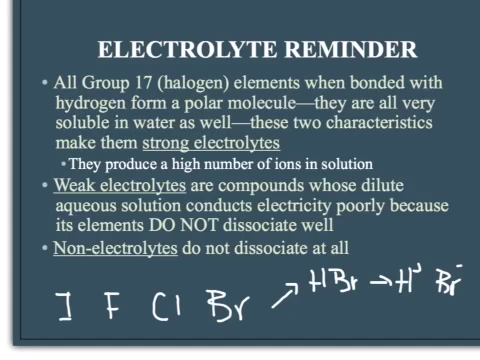 ELECTROLYTE REMINDER
• All Group 17 (halogen) elements when bonded with
hydrogen form a polar molecule—they are all very
soluble in water as well—these two characteristics
make them strong electrolytes
• They produce a high number of ions in solution
• Weak electrolytes are compounds whose dilute
aqueous solution conducts electricity poorly because
its elements DO NOT dissociate well
• Non-electrolytes do not dissociate at all
I F Cl Br ↗ HBr → H⁺ Br⁻